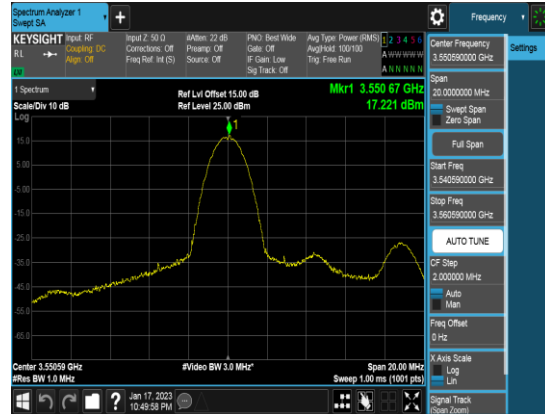 Spectrum Analyzer 1
Swept SA
Frequency
KEYSIGHT Input: RF Input Z: 50 Ω #Atten: 22 dB PNO: Best Wide Avg Type: Power (RMS) 1 2 3 4 5 6
RL Coupling: DC Corrections: Off Preamp: Off Gate: Off Avg|Hold: 100/100 A W W W W W
Align: Off Freq Ref: Int (S) Source: Off IF Gain: Low Trig: Free Run
Sig Track: Off A N N N N N
Center Frequency
3.550590000 GHz
Settings
1 Spectrum
Scale/Div 10 dB
Ref Lvl Offset 15.00 dB
Ref Level 25.00 dBm
Mkr1 3.550 67 GHz
17.221 dBm
Log
1
15.0
5.00
-5.00
-15.0
-25.0
-35.0
-45.0
-55.0
-65.0
Span
20.0000000 MHz
Swept Span
Zero Span
Full Span
Start Freq
3.540590000 GHz
Stop Freq
3.560590000 GHz
AUTO TUNE
CF Step
2.000000 MHz
Auto
Man
Freq Offset
0 Hz
X Axis Scale
Log
Lin
Signal Track
(Span Zoom)
Center 3.55059 GHz #Video BW 3.0 MHz* Span 20.00 MHz
#Res BW 1.0 MHz Sweep 1.00 ms (1001 pts)
Jan 17, 2023
10:49:58 PM